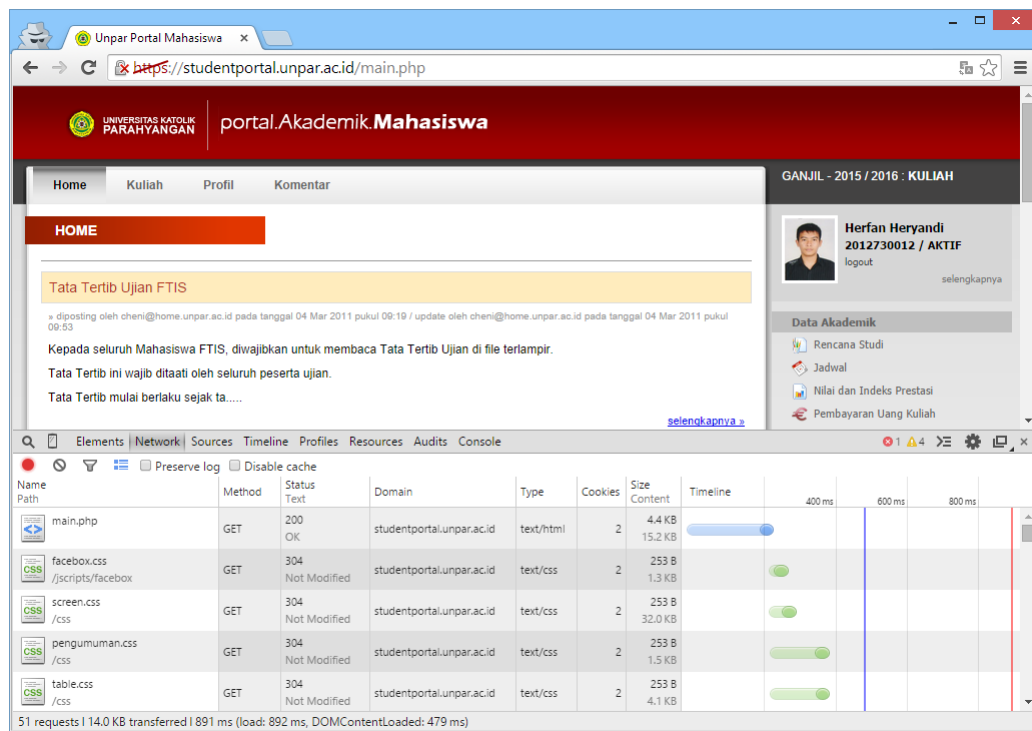 Unpar Portal Mahasiswa
https://studentportal.unpar.ac.id/main.php
UNIVERSITAS KATOLIK
PARAHYANGAN
portal.Akademik.Mahasiswa
Home Kuliah Profil Komentar
GANJIL - 2015 / 2016 : KULIAH
HOME
Herfan Heryandi
2012730012 / AKTIF
logout
selengkapnya
Tata Tertib Ujian FTIS
» diposting oleh cheni@home.unpar.ac.id pada tanggal 04 Mar 2011 pukul 09:19 / update oleh cheni@home.unpar.ac.id pada tanggal 04 Mar 2011 pukul
09:53
Kepada seluruh Mahasiswa FTIS, diwajibkan untuk membaca Tata Tertib Ujian di file terlampir.
Tata Tertib ini wajib ditaati oleh seluruh peserta ujian.
Tata Tertib mulai berlaku sejak ta.....
selengkapnya »
Data Akademik
Rencana Studi
Jadwal
Nilai dan Indeks Prestasi
Pembayaran Uang Kuliah
Elements Network Sources Timeline Profiles Resources Audits Console
1 4
Preserve log Disable cache
Name Method Status Domain Type Cookies Size Timeline
Path Text Content 400 ms 600 ms 800 ms
main.php GET 200 studentportal.unpar.ac.id text/html 2 4.4 KB
OK 15.2 KB
facebox.css GET 304 studentportal.unpar.ac.id text/css 2 253 B
/jscripts/facebox Not Modified 1.3 KB
screen.css GET 304 studentportal.unpar.ac.id text/css 2 253 B
/css Not Modified 32.0 KB
pengumuman.css GET 304 studentportal.unpar.ac.id text/css 2 253 B
/css Not Modified 1.5 KB
table.css GET 304 studentportal.unpar.ac.id text/css 2 253 B
/css Not Modified 4.1 KB
51 requests | 14.0 KB transferred | 891 ms (load: 892 ms, DOMContentLoaded: 479 ms)